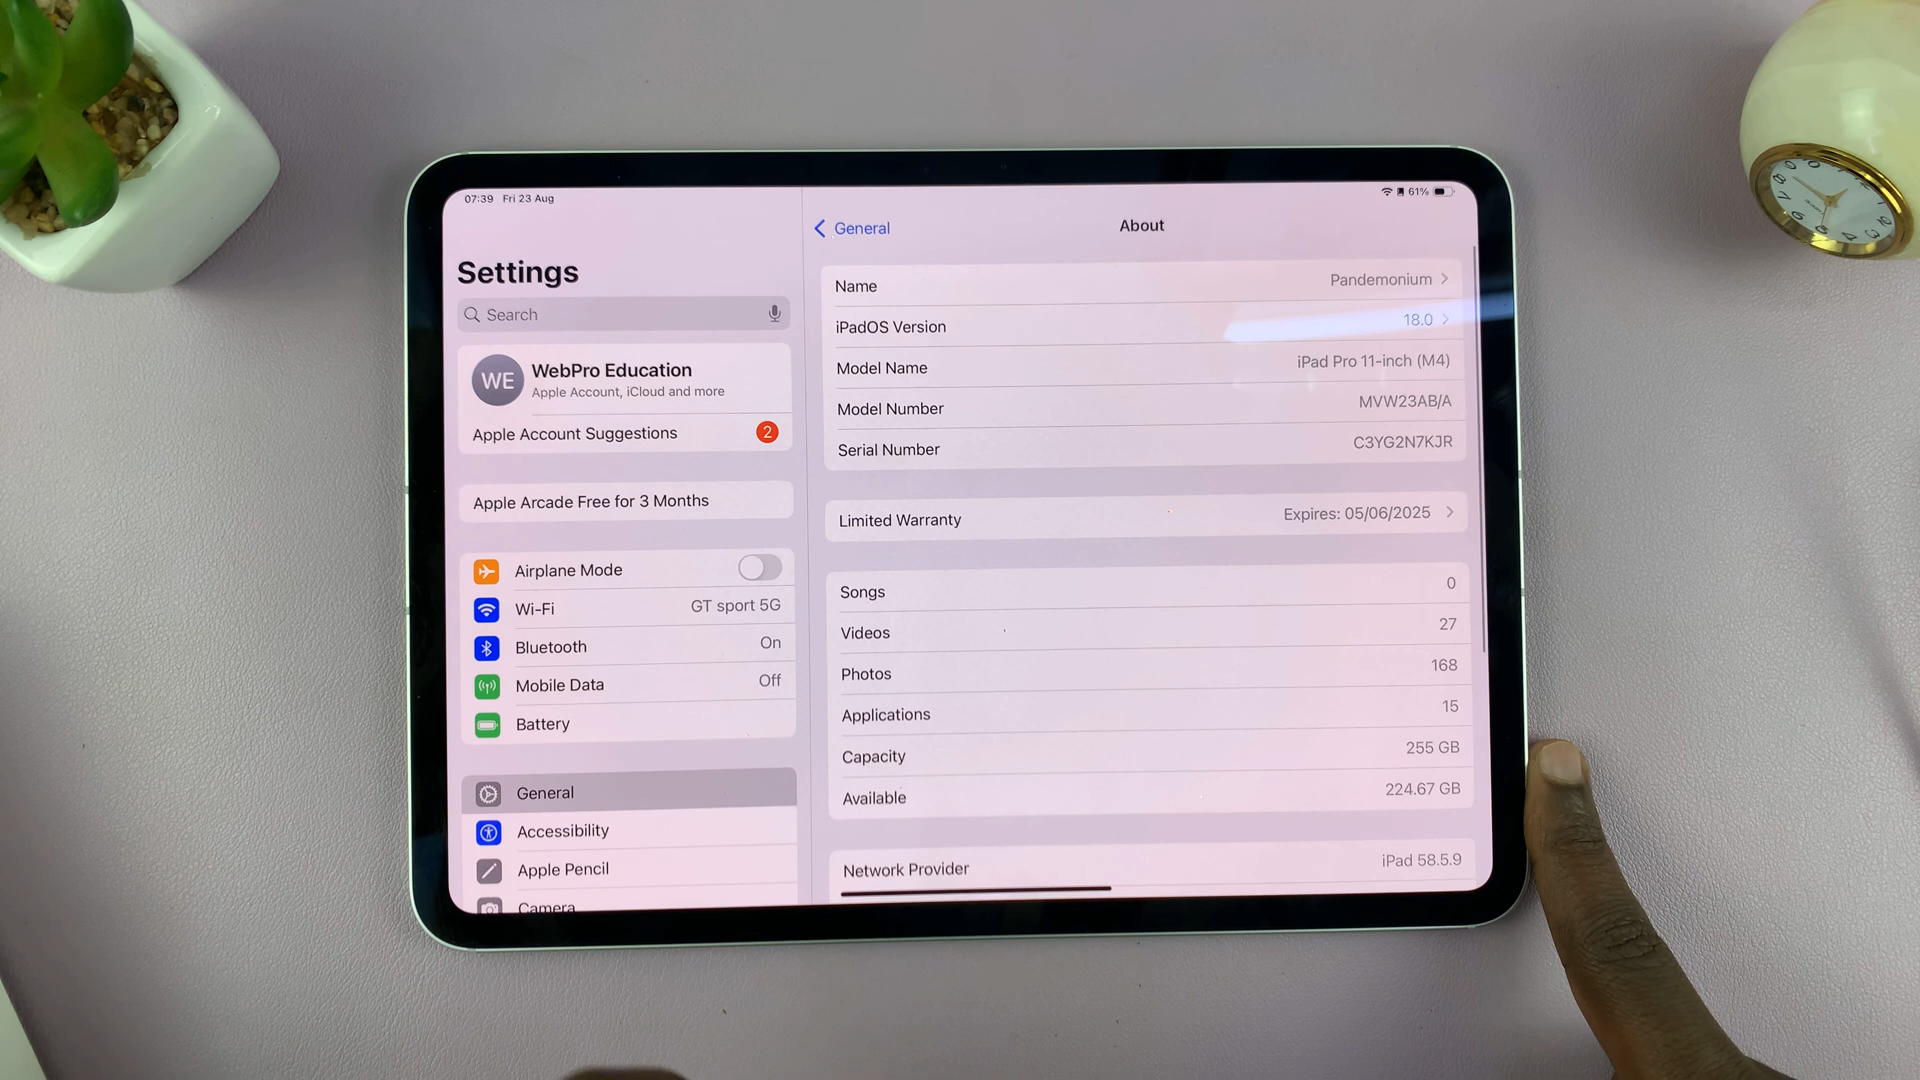 07:39 Fri 23 Aug
61%
Settings
Search
WE
WebPro Education
Apple Account, iCloud and more
Apple Account Suggestions 2
Apple Arcade Free for 3 Months
Airplane Mode
Wi-Fi GT sport 5G
Bluetooth On
Mobile Data Off
Battery
General
Accessibility
Apple Pencil
Camera
General
About
Name Pandemonium
iPadOS Version 18.0
Model Name iPad Pro 11-inch (M4)
Model Number MVW23AB/A
Serial Number C3YG2N7KJR
Limited Warranty Expires: 05/06/2025
Songs 0
Videos 27
Photos 168
Applications 15
Capacity 255 GB
Available 224.67 GB
Network Provider iPad 58.5.9